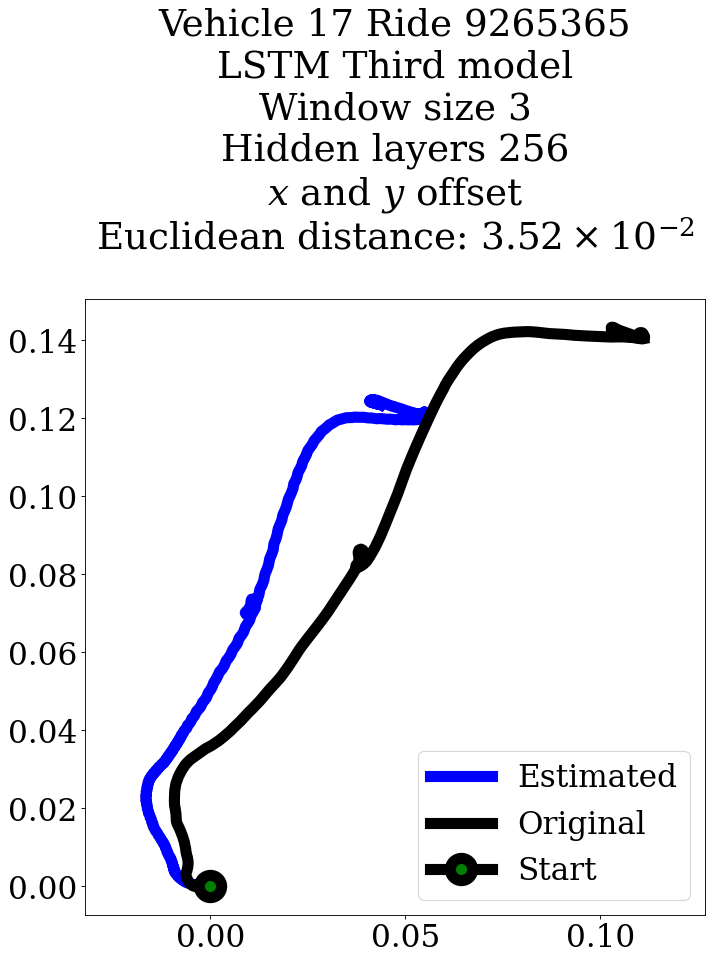 Vehicle 17 Ride 9265365
LSTM Third model
Window size 3
Hidden layers 256
x and y offset
Euclidean distance: 3.52 × 10⁻²
0.14
0.12
0.10
0.08
0.06
0.04
0.02
0.00
Estimated
Original
Start
0.00 0.05 0.10